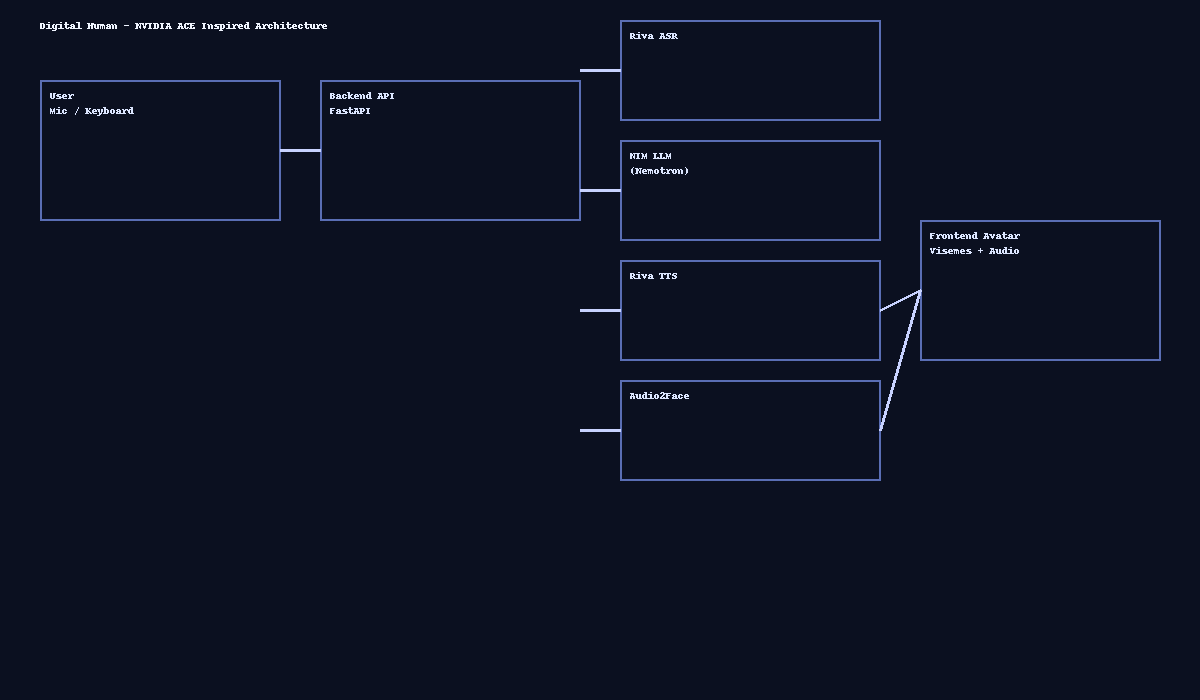 Digital Human - NVIDIA ACE Inspired Architecture
User
Mic / Keyboard
Backend API
FastAPI
Riva ASR
NIM LLM
(Nemotron)
Riva TTS
Audio2Face
Frontend Avatar
Visemes + Audio